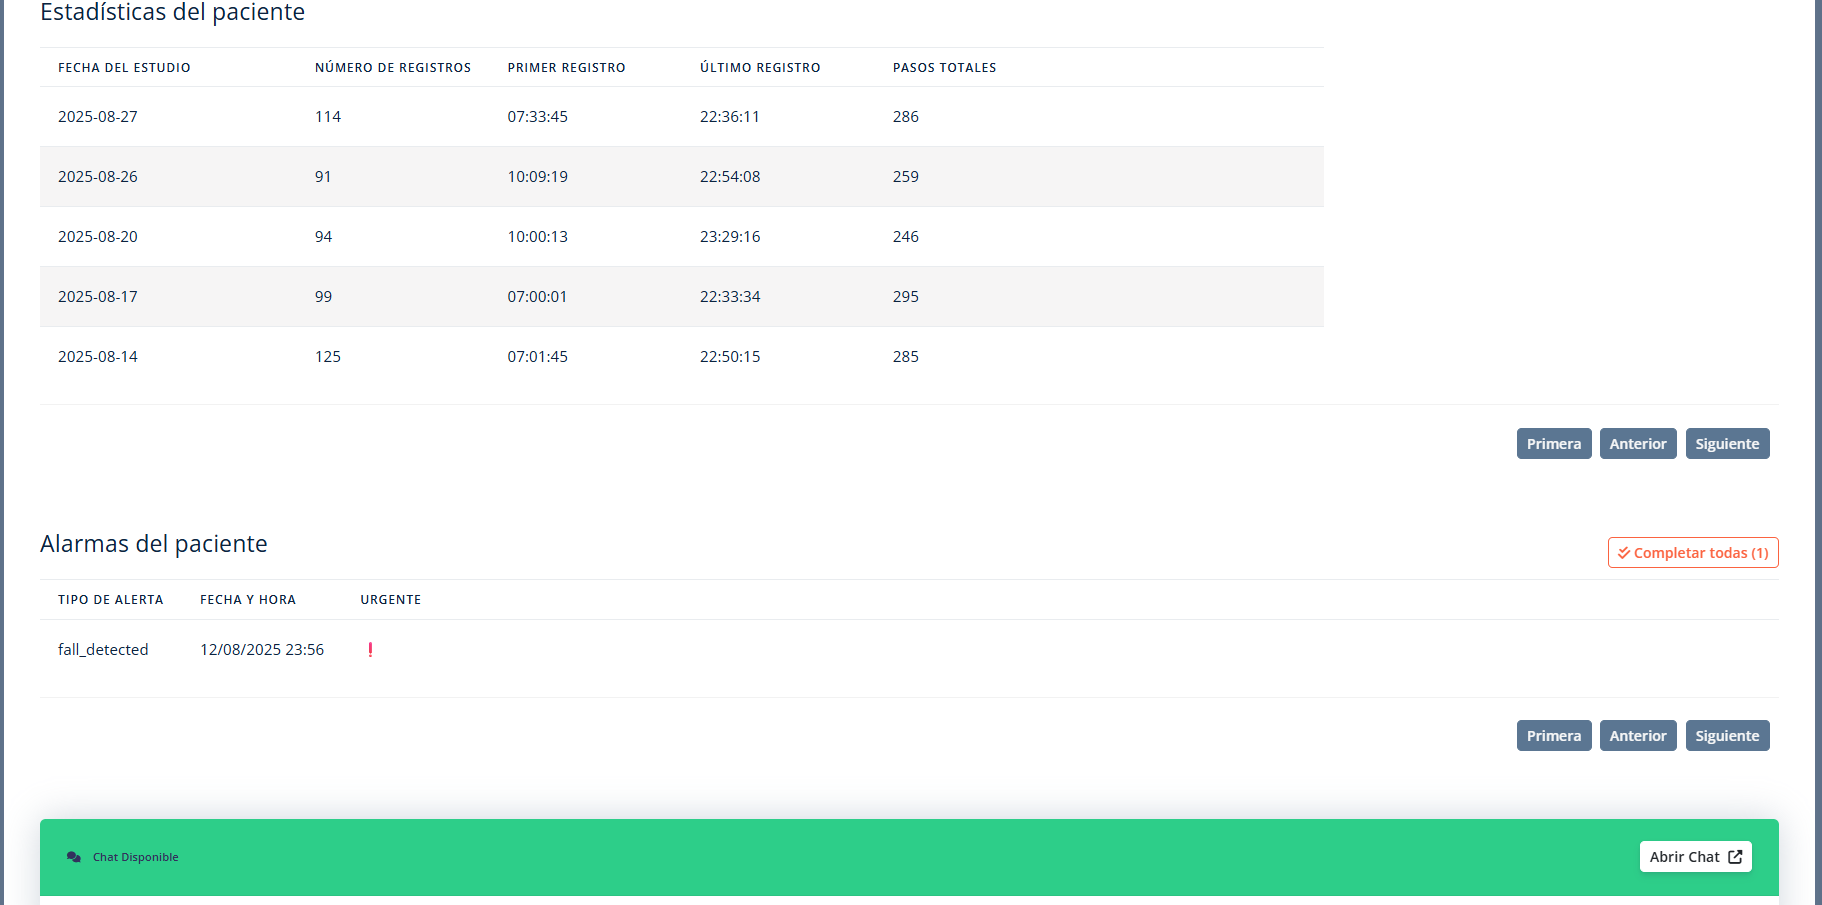 Estadísticas del paciente
FECHA DEL ESTUDIO NÚMERO DE REGISTROS PRIMER REGISTRO ÚLTIMO REGISTRO PASOS TOTALES
2025-08-27 114 07:33:45 22:36:11 286
2025-08-26 91 10:09:19 22:54:08 259
2025-08-20 94 10:00:13 23:29:16 246
2025-08-17 99 07:00:01 22:33:34 295
2025-08-14 125 07:01:45 22:50:15 285
Primera Anterior Siguiente
Alarmas del paciente
Completar todas (1)
TIPO DE ALERTA FECHA Y HORA URGENTE
fall_detected 12/08/2025 23:56 !
Primera Anterior Siguiente
Chat Disponible Abrir Chat